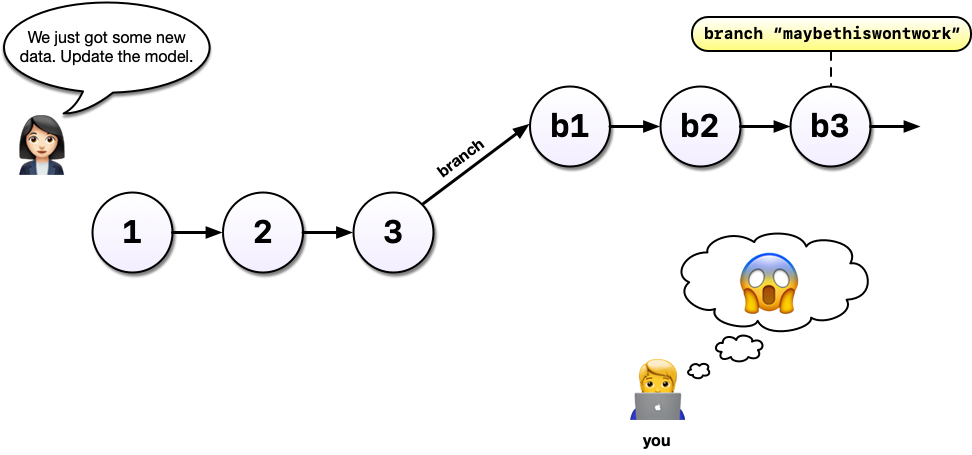 We just got some new
data. Update the model.
branch “maybethiswontwork”
b1
b2
b3
branch
1
2
3
you